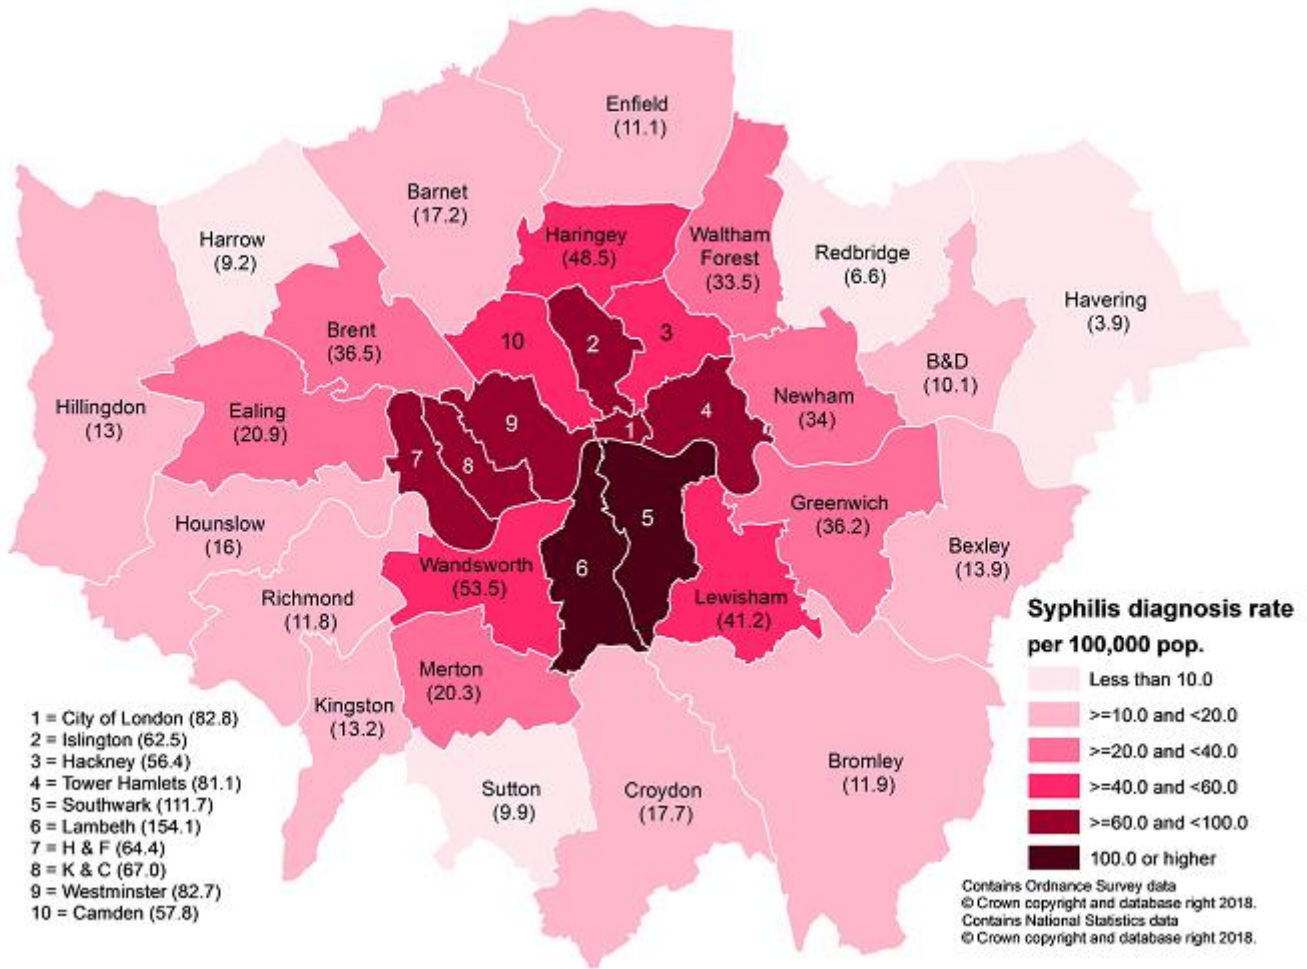 Enfield
(11.1)
Barnet
(17.2)
Harrow
(9.2)
Haringey
(48.5)
Waltham
Forest
(33.5)
Redbridge
(6.6)
Havering
(3.9)
Brent
(36.5)
10
2
3
B&D
(10.1)
Hillingdon
(13)
Ealing
(20.9)
Newham
(34)
9
4
1
7
8
Hounslow
(16)
Greenwich
(36.2)
5
Bexley
(13.9)
Richmond
(11.8)
Wandsworth
(53.5)
6
Lewisham
(41.2)
Merton
(20.3)
Kingston
(13.2)
Sutton
(9.9)
Croydon
(17.7)
Bromley
(11.9)
1 = City of London (82.8)
2 = Islington (62.5)
3 = Hackney (56.4)
4 = Tower Hamlets (81.1)
5 = Southwark (111.7)
6 = Lambeth (154.1)
7 = H & F (64.4)
8 = K & C (67.0)
9 = Westminster (82.7)
10 = Camden (57.8)
Syphilis diagnosis rate
per 100,000 pop.
Less than 10.0
>=10.0 and <20.0
>=20.0 and <40.0
>=40.0 and <60.0
>=60.0 and <100.0
100.0 or higher
Contains Ordnance Survey data
© Crown copyright and database right 2018.
Contains National Statistics data
© Crown copyright and database right 2018.